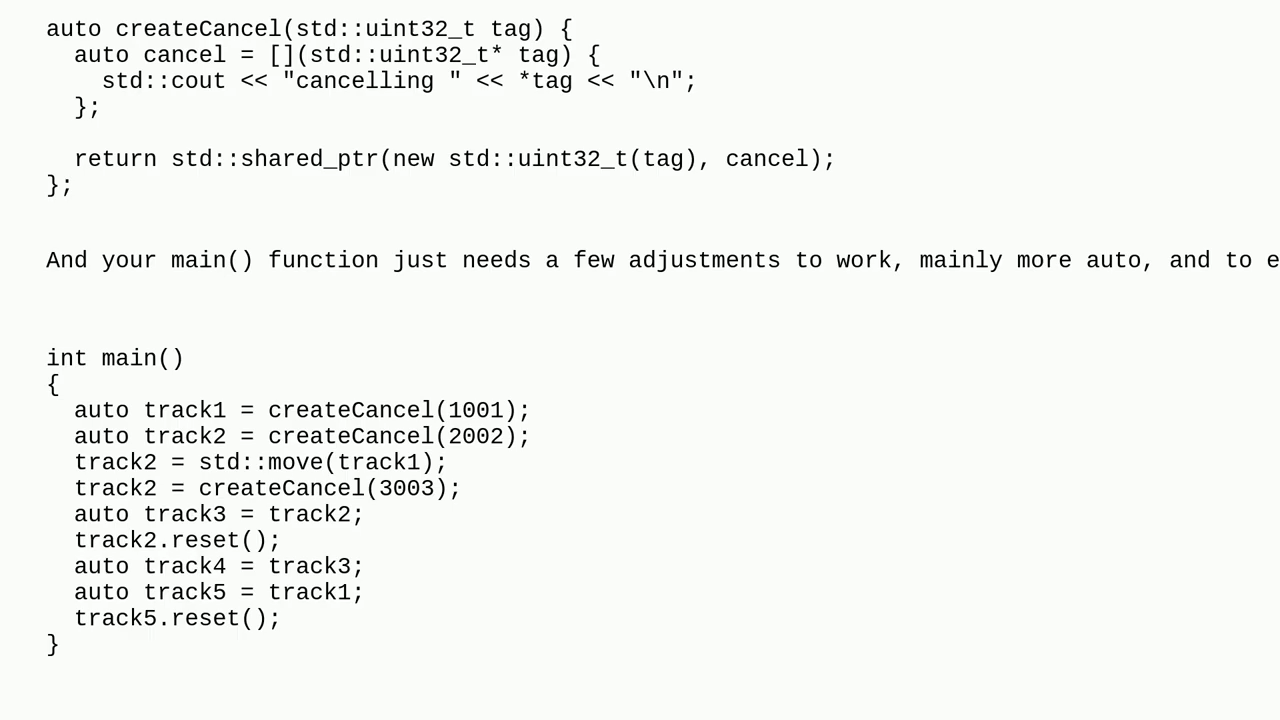 auto createCancel(std::uint32_t tag) {
  auto cancel = [](std::uint32_t* tag) {
    std::cout << "cancelling " << *tag << "\n";
  };
  return std::shared_ptr(new std::uint32_t(tag), cancel);
};
And your main() function just needs a few adjustments to work, mainly more auto, and to e
int main()
{
  auto track1 = createCancel(1001);
  auto track2 = createCancel(2002);
  track2 = std::move(track1);
  track2 = createCancel(3003);
  auto track3 = track2;
  track2.reset();
  auto track4 = track3;
  auto track5 = track1;
  track5.reset();
}